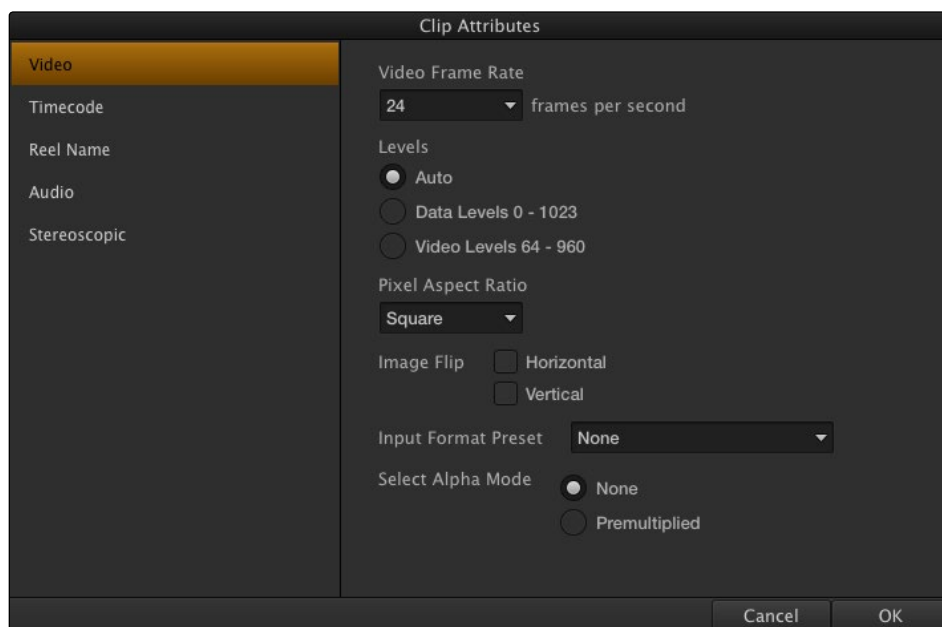 Clip Attributes
Video
Timecode
Reel Name
Audio
Stereoscopic
Video Frame Rate
24 frames per second
Levels
Auto
Data Levels 0 - 1023
Video Levels 64 - 960
Pixel Aspect Ratio
Square
Image Flip Horizontal
Vertical
Input Format Preset None
Select Alpha Mode None
Premultiplied
Cancel OK